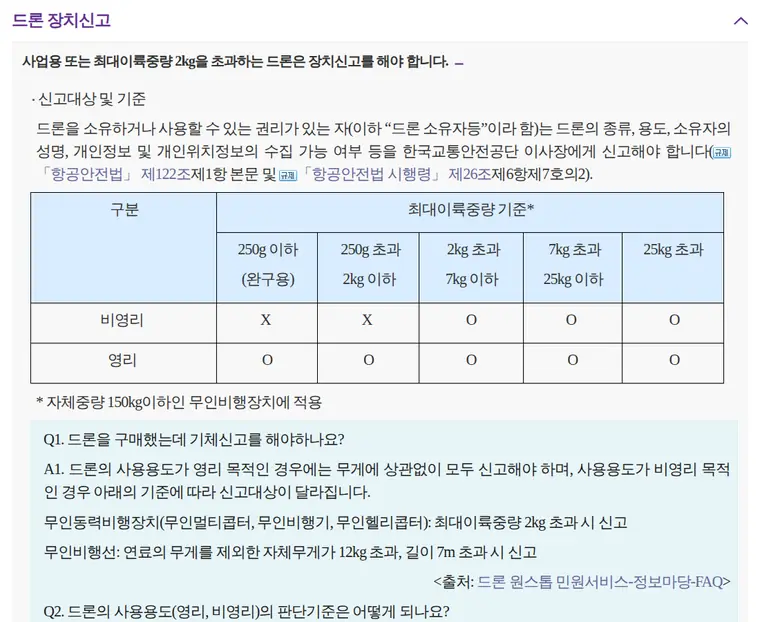 드론 장치신고
사업용 또는 최대이륙중량 2kg을 초과하는 드론은 장치신고를 해야 합니다.
· 신고대상 및 기준
드론을 소유하거나 사용할 수 있는 권리가 있는 자(이하 “드론 소유자등”이라 함)는 드론의 종류, 용도, 소유자의
성명, 개인정보 및 개인위치정보의 수집 가능 여부 등을 한국교통안전공단 이사장에게 신고해야 합니다(규제
「항공안전법」 제122조제1항 본문 및 규제「항공안전법 시행령」 제26조제6항제7호의2).
구분 최대이륙중량 기준*
250g 이하 250g 초과 2kg 초과 7kg 초과 25kg 초과
(완구용) 2kg 이하 7kg 이하 25kg 이하
비영리 X X O O O
영리 O O O O O
* 자체중량 150kg이하인 무인비행장치에 적용
Q1. 드론을 구매했는데 기체신고를 해야하나요?
A1. 드론의 사용용도가 영리 목적인 경우에는 무게에 상관없이 모두 신고해야 하며, 사용용도가 비영리 목적
인 경우 아래의 기준에 따라 신고대상이 달라집니다.
무인동력비행장치(무인멀티콥터, 무인비행기, 무인헬리콥터): 최대이륙중량 2kg 초과 시 신고
무인비행선: 연료의 무게를 제외한 자체무게가 12kg 초과, 길이 7m 초과 시 신고
<출처: 드론 원스톱 민원서비스-정보마당-FAQ>
Q2. 드론의 사용용도(영리, 비영리)의 판단기준은 어떻게 되나요?